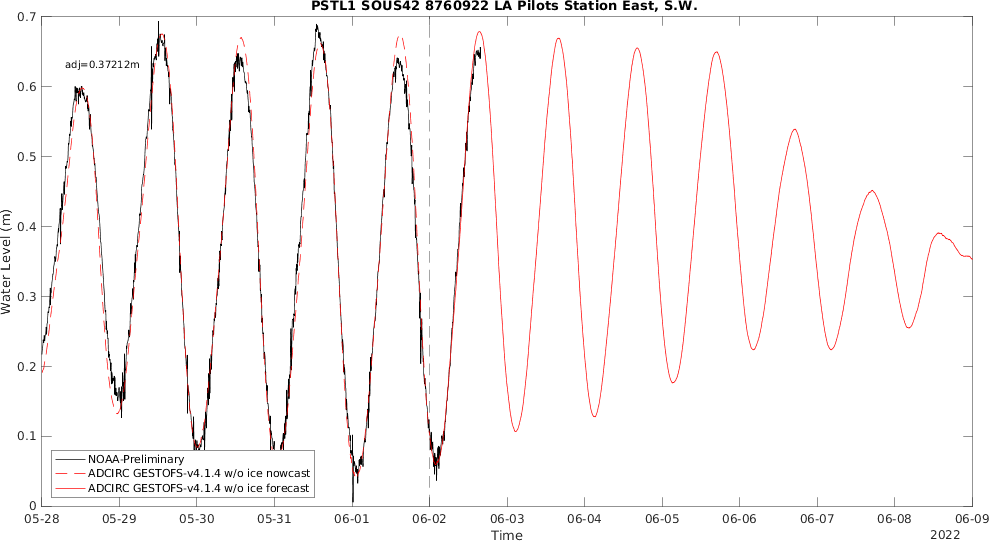 PSTL1 SOUS42 8760922 LA Pilots Station East, S.W.
0.7
0.6
0.5
0.4
0.3
0.2
0.1
0
Water Level (m)
adj=0.37212m
NOAA-Preliminary
ADCIRC GESTOFS-v4.1.4 w/o ice nowcast
ADCIRC GESTOFS-v4.1.4 w/o ice forecast
05-28 05-29 05-30 05-31 06-01 06-02 06-03 06-04 06-05 06-06 06-07 06-08 06-09
Time
2022